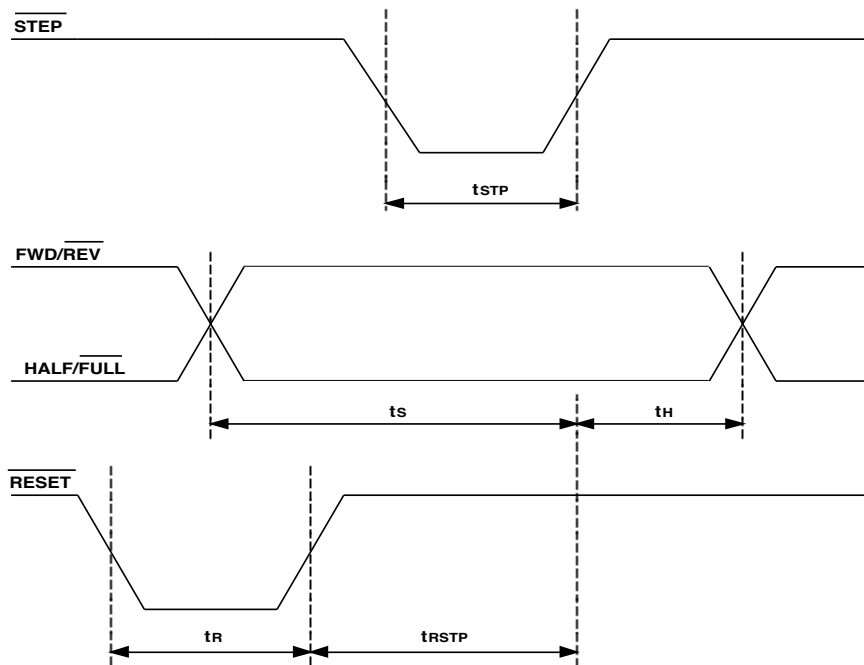 STEP
tSTP
FWD/REV
HALF/FULL
tS
tH
RESET
tR
tRSTP